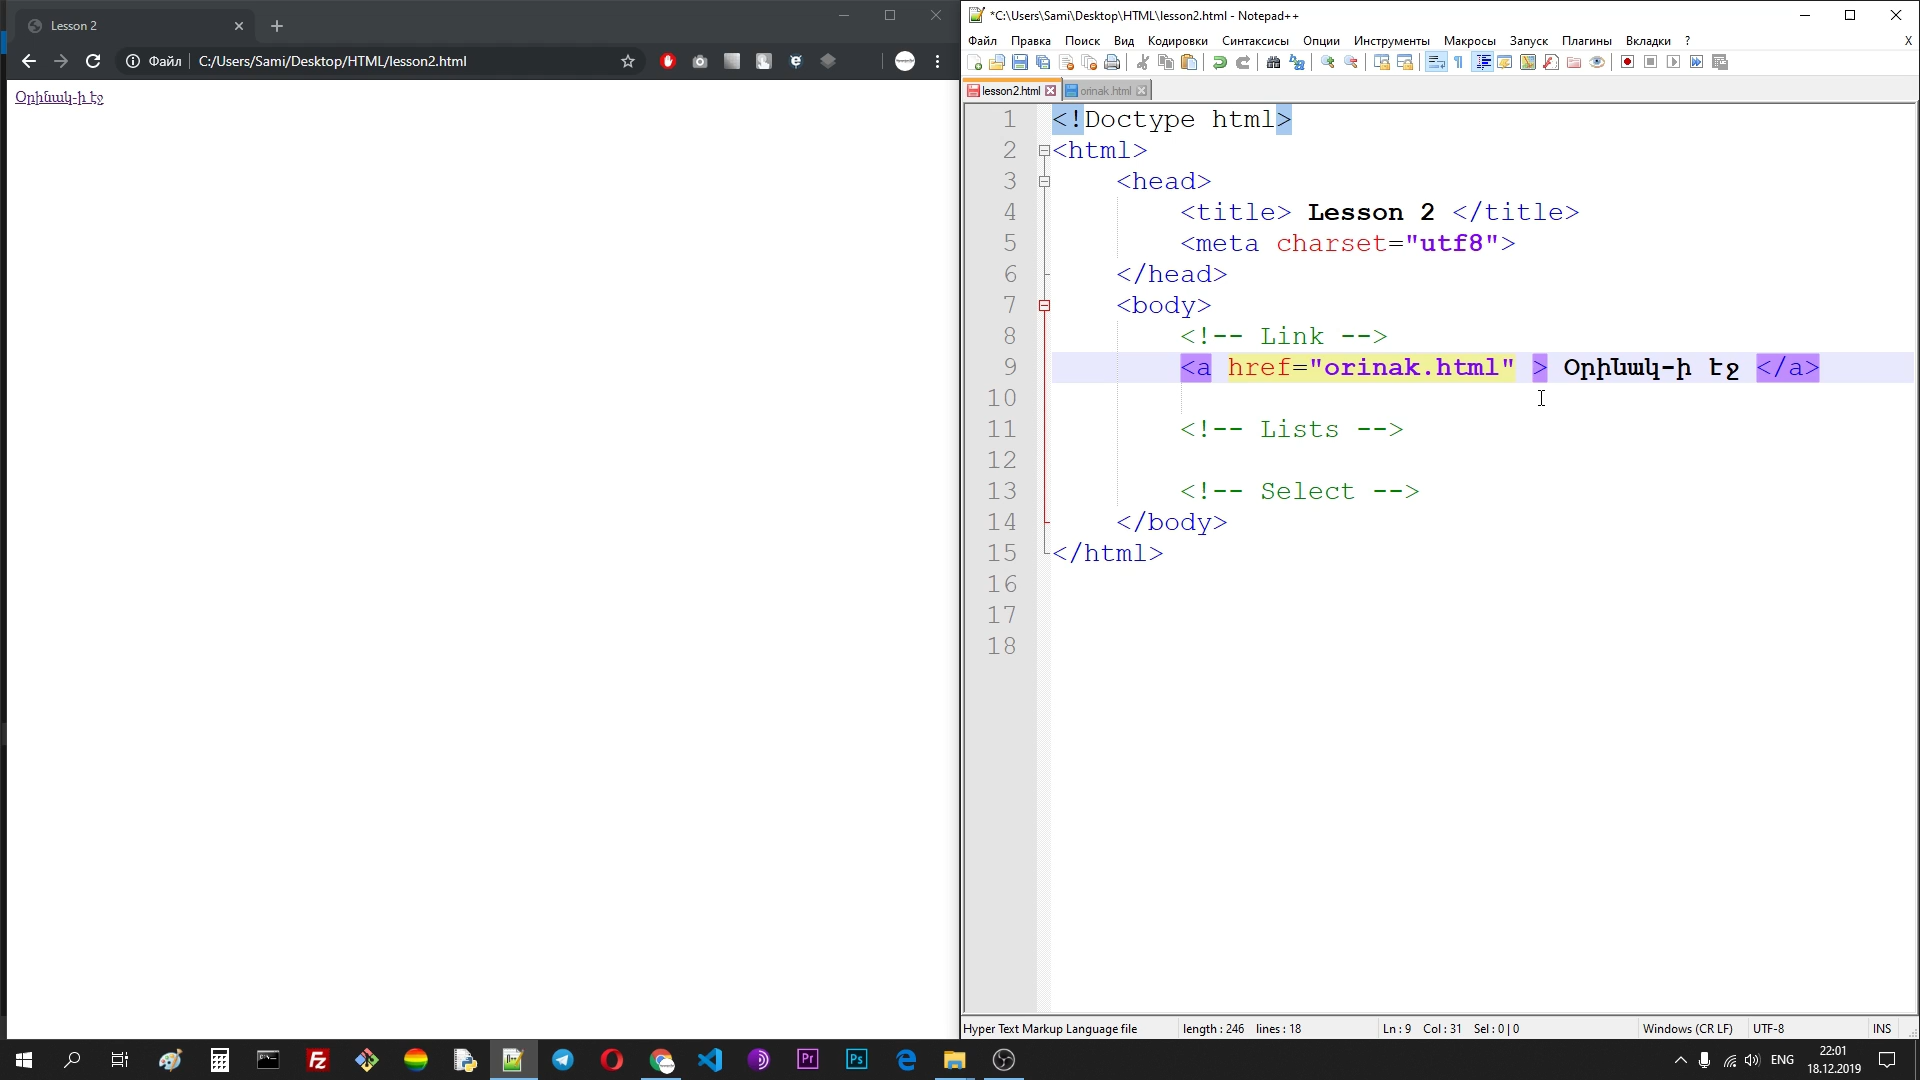 Lesson 2
Файл
C:/Users/Sami/Desktop/HTML/lesson2.html
Օրինակ-ի էջ
*C:\Users\Sami\Desktop\HTML\lesson2.html - Notepad++
Файл Правка Поиск Вид Кодировки Синтаксисы Опции Инструменты Макросы Запуск Плагины Вкладки ? X
lesson2.html orinak.html
1 <!Doctype html>
2 <html>
3 <head>
4 <title> Lesson 2 </title>
5 <meta charset="utf8">
6 </head>
7 <body>
8 <!-- Link -->
9 <a href="orinak.html" > Օրինակ-ի էջ </a>
10
11 <!-- Lists -->
12
13 <!-- Select -->
14 </body>
15 </html>
16
17
18
Hyper Text Markup Language file length : 246 lines : 18 Ln : 9 Col : 31 Sel : 0 | 0 Windows (CR LF) UTF-8 INS
Fz Pr Ps
ENG
22:01
18.12.2019